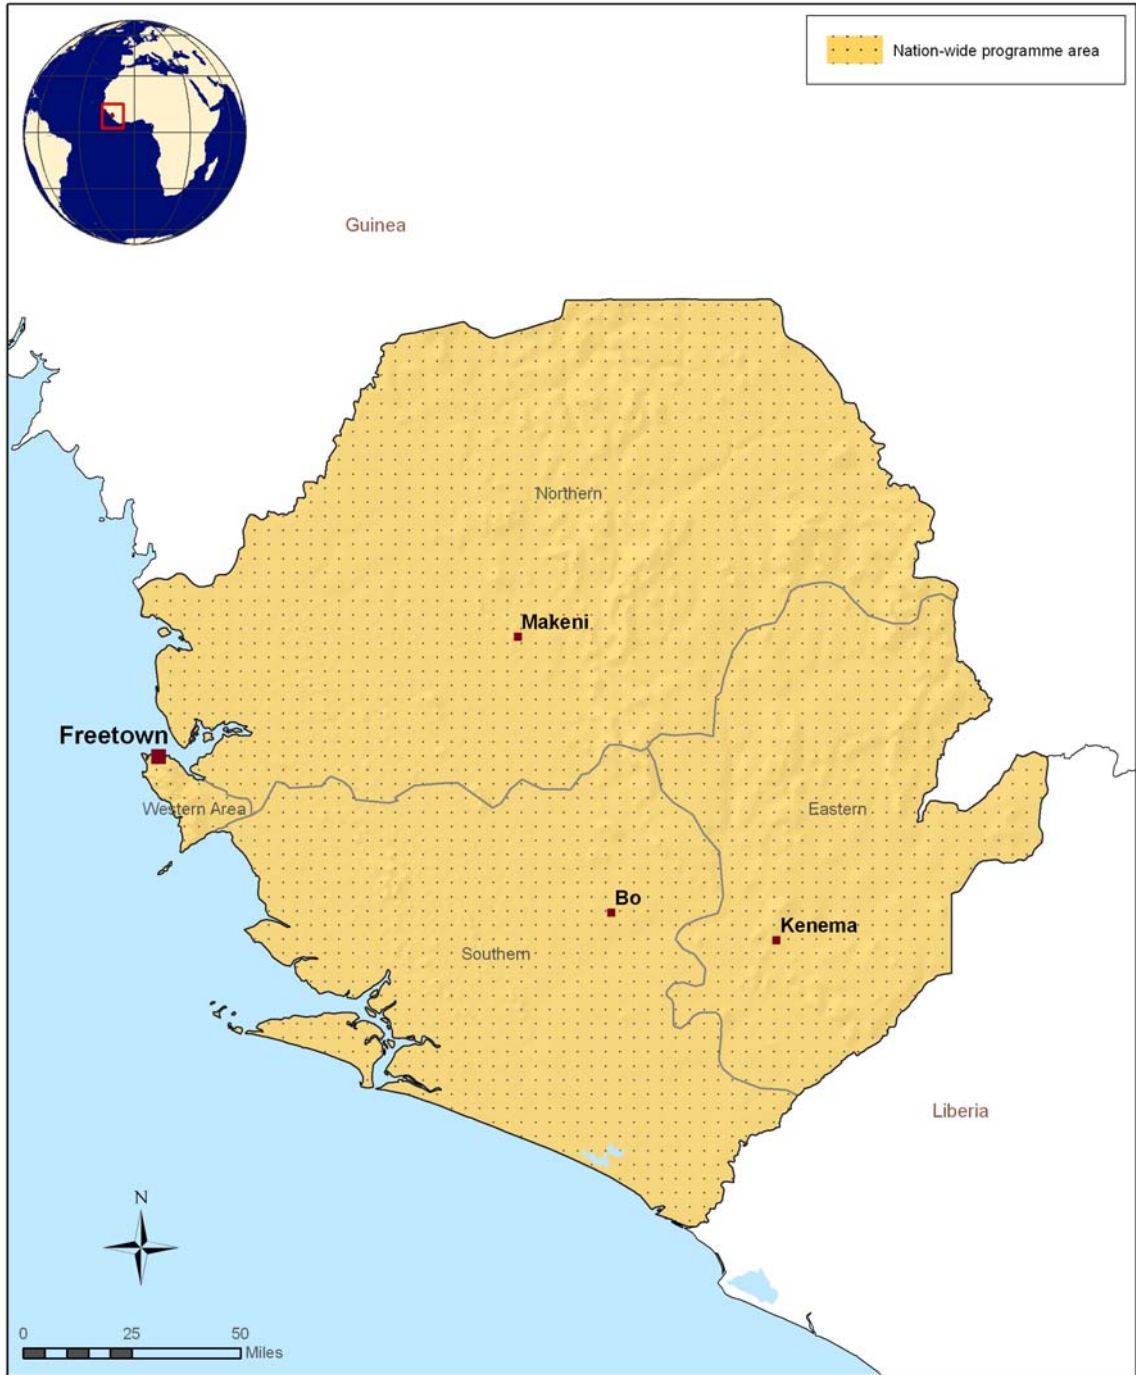 Nation-wide programme area
Guinea
Northern
Makeni
Freetown
Western Area
Eastern
Bo
Kenema
Southern
Liberia
N
0 25 50
Miles